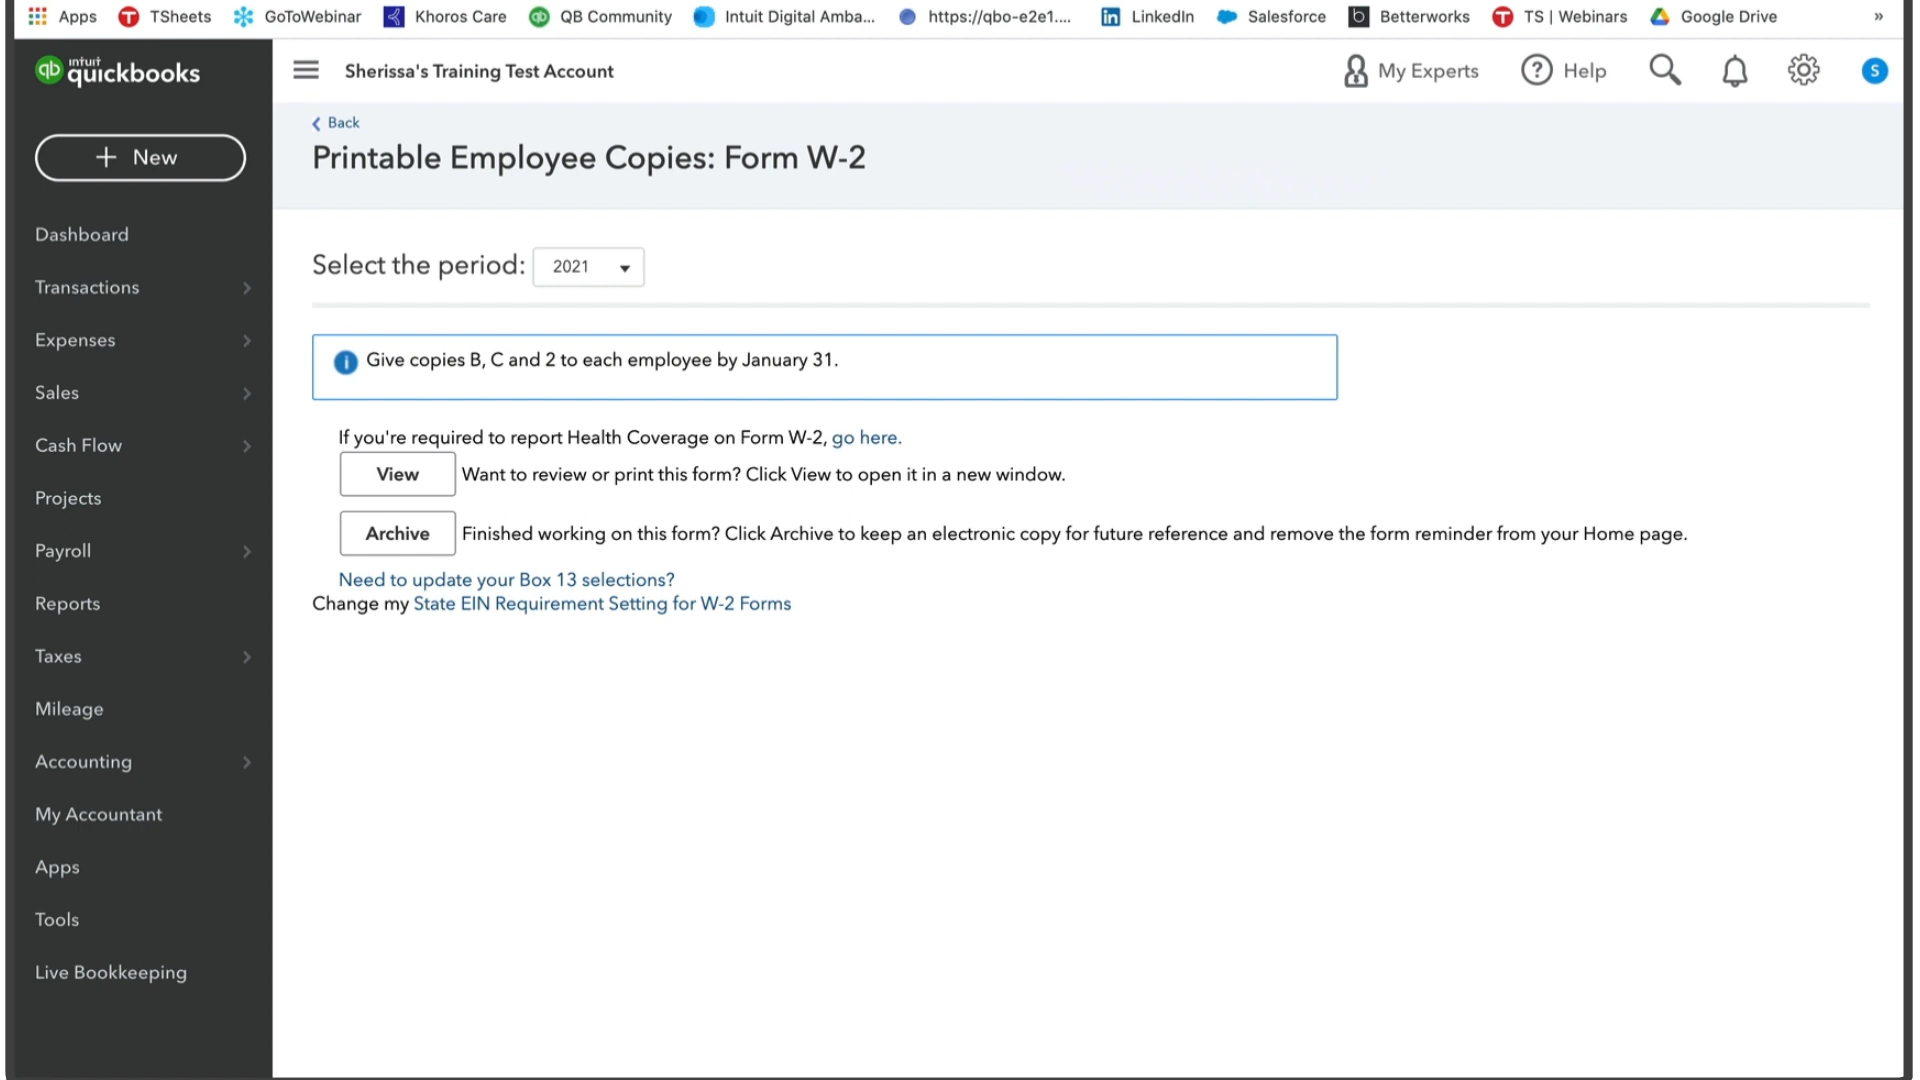 Apps TSheets GoToWebinar Khoros Care QB Community Intuit Digital Amba... https://qbo-e2e1.... LinkedIn Salesforce Betterworks TS | Webinars Google Drive »
intuit quickbooks
Sherissa's Training Test Account
My Experts
? Help
S
+ New
Back
Printable Employee Copies: Form W-2
Dashboard
Transactions
Expenses
Sales
Cash Flow
Projects
Payroll
Reports
Taxes
Mileage
Accounting
My Accountant
Apps
Tools
Live Bookkeeping
Select the period: 2021
Give copies B, C and 2 to each employee by January 31.
If you're required to report Health Coverage on Form W-2, go here.
View Want to review or print this form? Click View to open it in a new window.
Archive Finished working on this form? Click Archive to keep an electronic copy for future reference and remove the form reminder from your Home page.
Need to update your Box 13 selections?
Change my State EIN Requirement Setting for W-2 Forms